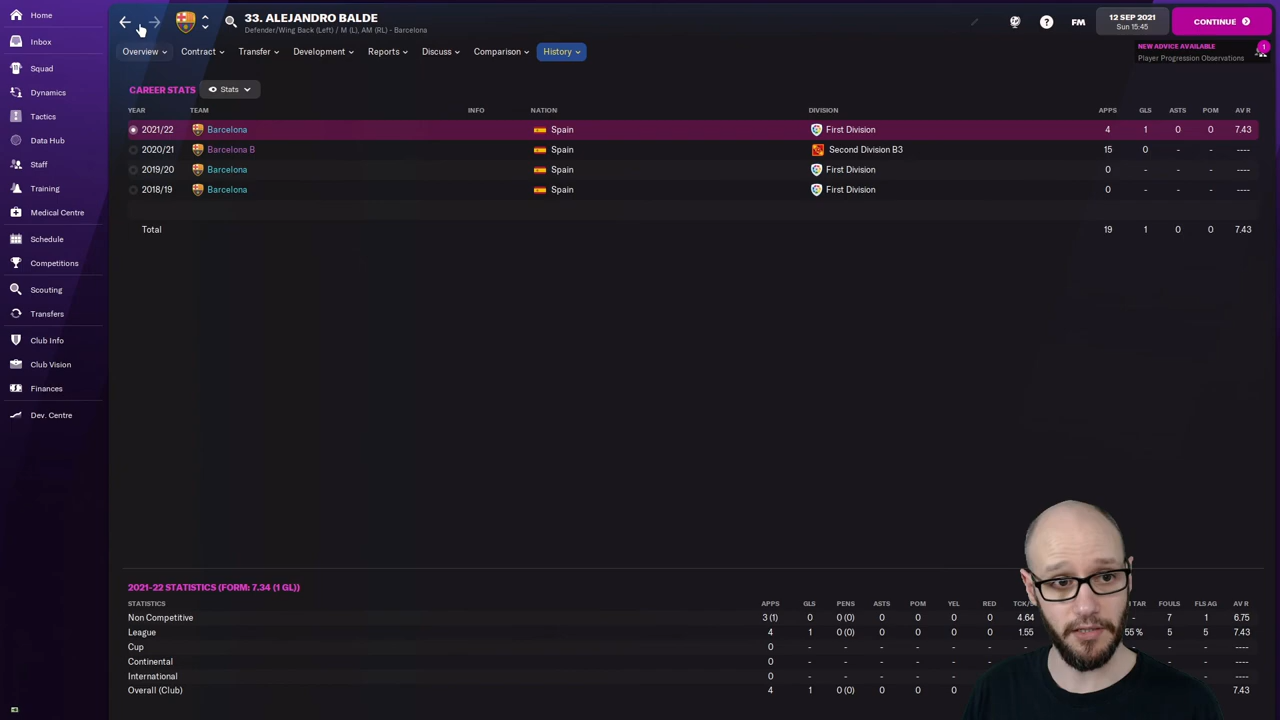 Home
Inbox
Squad
Dynamics
Tactics
Data Hub
Staff
Training
Medical Centre
Schedule
Competitions
Scouting
Transfers
Club Info
Club Vision
Finances
Dev. Centre
33. ALEJANDRO BALDE
Defender/Wing Back (Left) / M (L), AM (RL) - Barcelona
? FM 12 SEP 2021 Sun 15:45 CONTINUE
Overview Contract Transfer Development Reports Discuss Comparison History
NEW ADVICE AVAILABLE 1
Player Progression Observations
CAREER STATS Stats
YEAR TEAM INFO NATION DIVISION APPS GLS ASTS POM AV R
2021/22 Barcelona Spain First Division 4 1 0 0 7.43
2020/21 Barcelona B Spain Second Division B3 15 0 - - ----
2019/20 Barcelona Spain First Division 0 - - - ----
2018/19 Barcelona Spain First Division 0 - - - ----
Total 19 1 0 0 7.43
2021-22 STATISTICS (FORM: 7.34 (1 GL))
STATISTICS APPS GLS PENS ASTS POM YEL RED FOULS FLS AG AV R
Non Competitive 3 (1) 0 0 (0) 0 0 0 0 4.64 - 7 1 6.75
League 4 1 0 (0) 0 0 0 0 1.55 55 % 5 5 7.43
Cup 0 - - - - - - - - ----
Continental 0 - - - - - - - - ----
International 0 - - - - - - - - ----
Overall (Club) 4 1 0 (0) 0 0 0 7.43